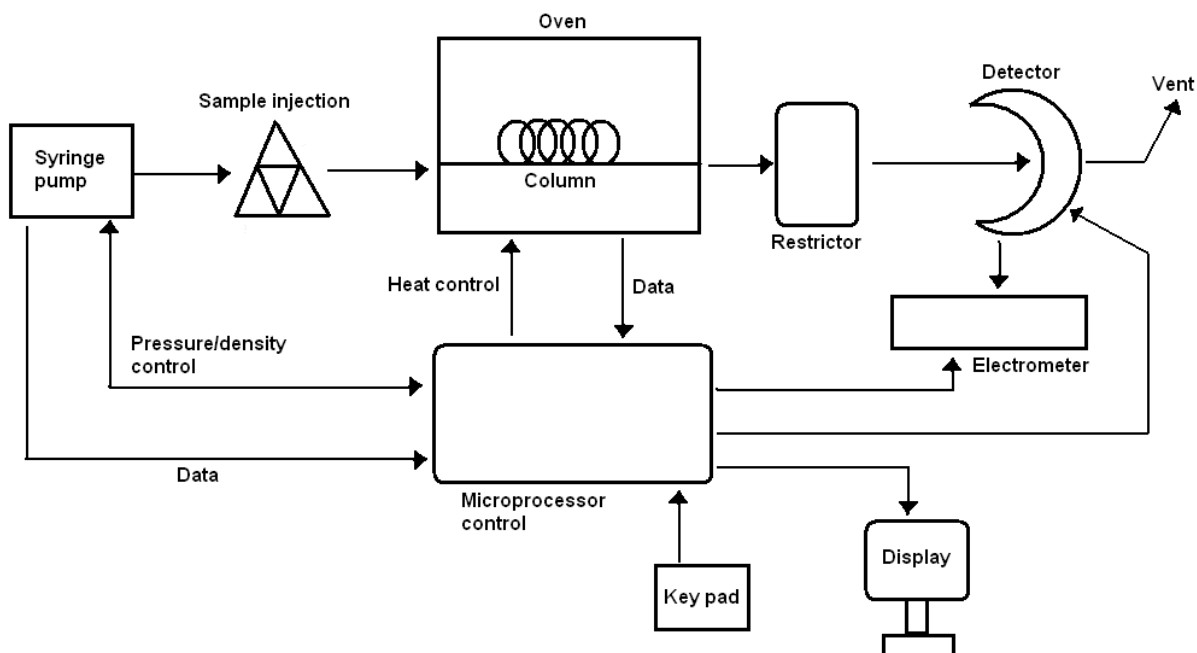 Oven
Detector
Vent
Sample injection
Syringe
pump
Column
Restrictor
Heat control
Data
Pressure/density
control
Electrometer
Data
Microprocessor
control
Display
Key pad